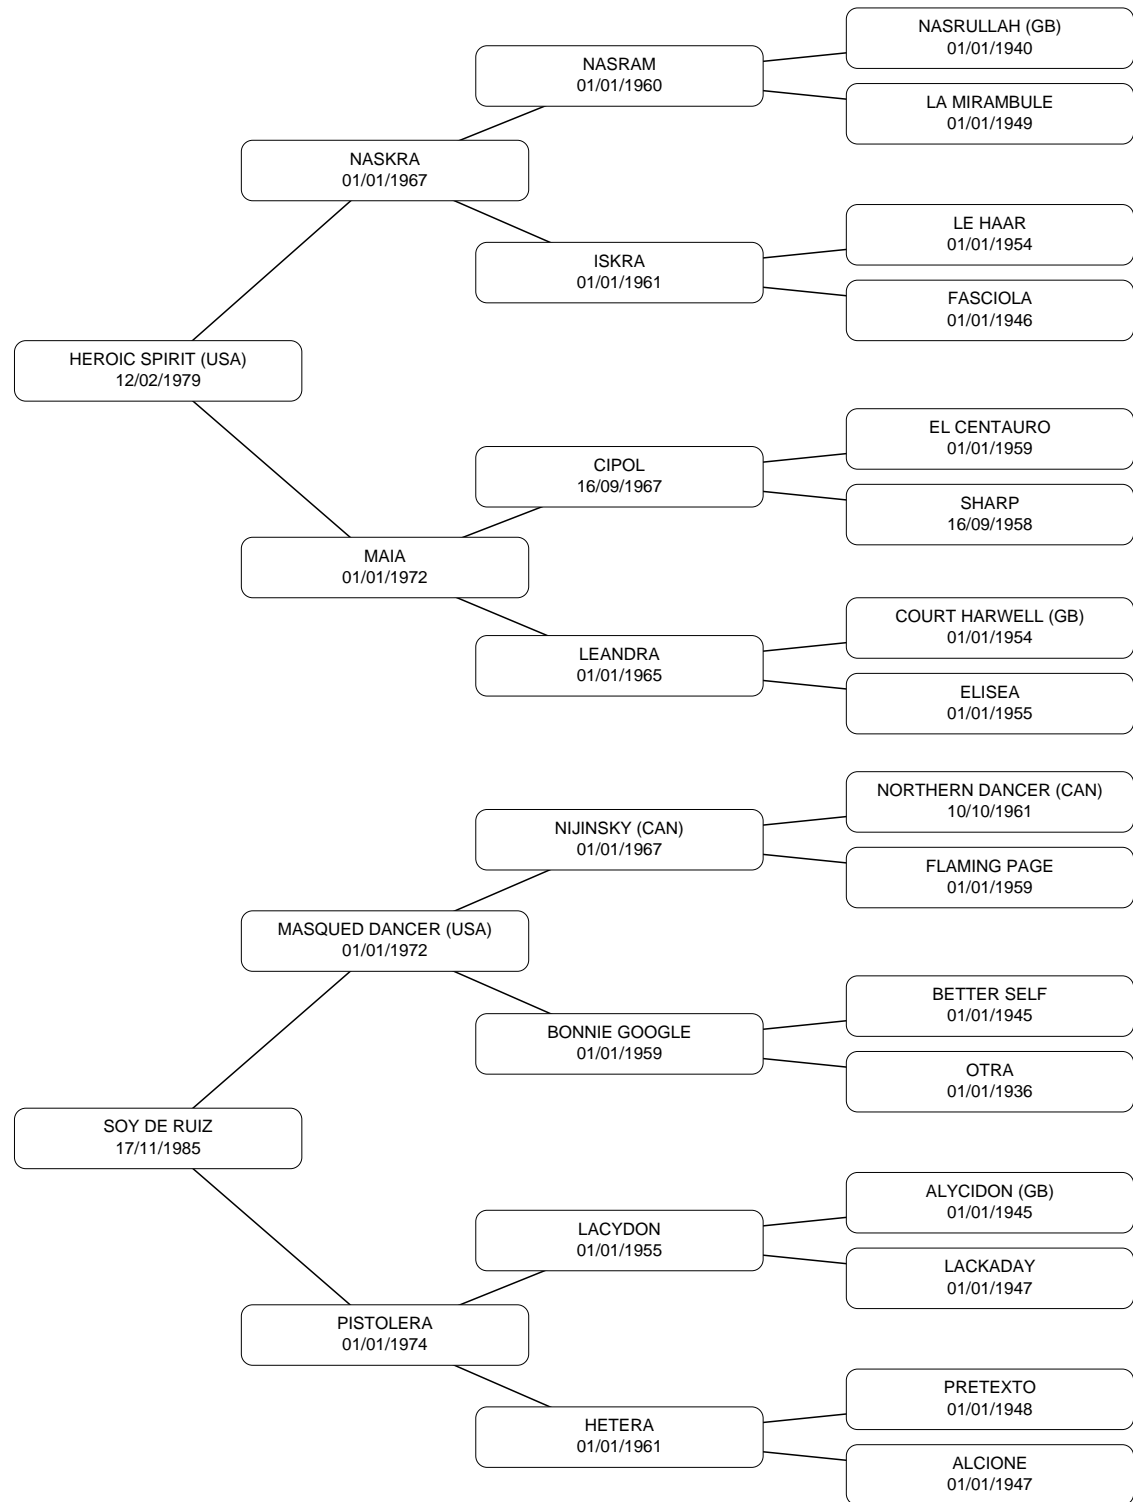 NASRULLAH (GB)
01/01/1940
NASRAM
01/01/1960
LA MIRAMBULE
01/01/1949
NASKRA
01/01/1967
LE HAAR
01/01/1954
ISKRA
01/01/1961
FASCIOLA
01/01/1946
HEROIC SPIRIT (USA)
12/02/1979
EL CENTAURO
01/01/1959
CIPOL
16/09/1967
SHARP
16/09/1958
MAIA
01/01/1972
COURT HARWELL (GB)
01/01/1954
LEANDRA
01/01/1965
ELISEA
01/01/1955
NORTHERN DANCER (CAN)
10/10/1961
NIJINSKY (CAN)
01/01/1967
FLAMING PAGE
01/01/1959
MASQUED DANCER (USA)
01/01/1972
BETTER SELF
01/01/1945
BONNIE GOOGLE
01/01/1959
OTRA
01/01/1936
SOY DE RUIZ
17/11/1985
ALYCIDON (GB)
01/01/1945
LACYDON
01/01/1955
LACKADAY
01/01/1947
PISTOLERA
01/01/1974
PRETEXTO
01/01/1948
HETERA
01/01/1961
ALCIONE
01/01/1947